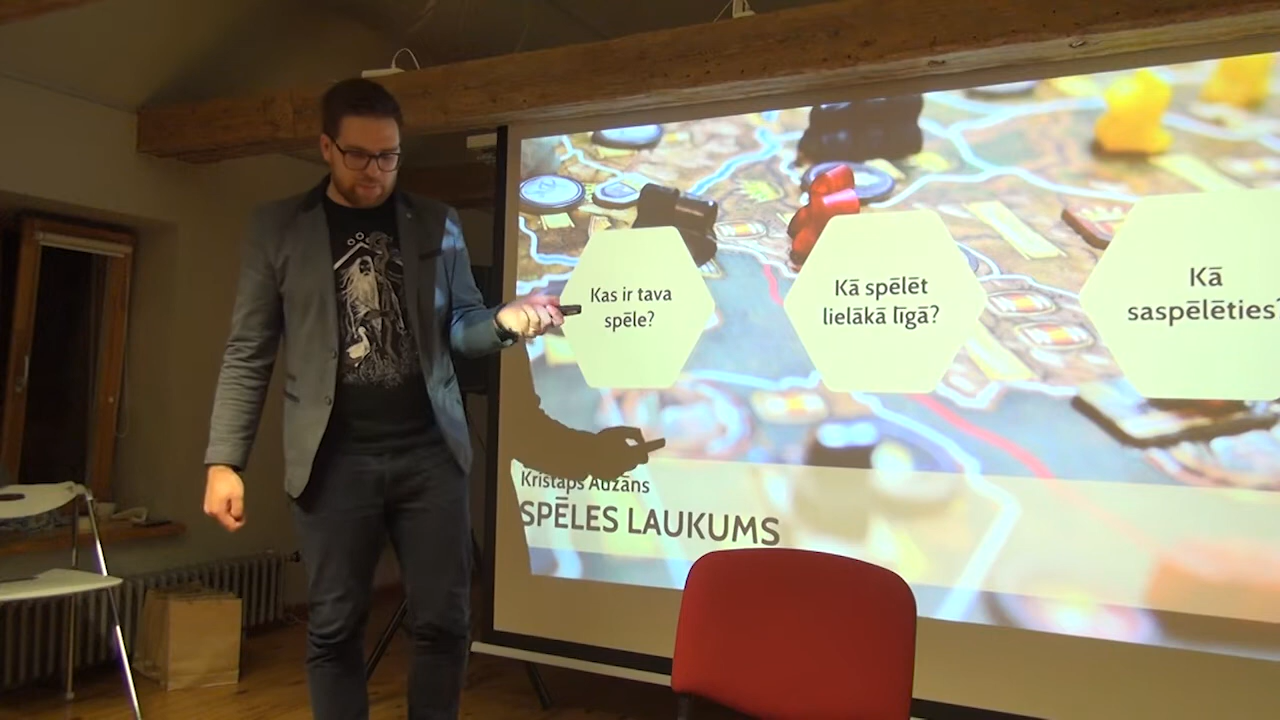 Kas ir tava
spēle?
Kā spēlēt
lielākā līgā?
Kā
saspēlēties?
Kristaps Auzāns
SPĒLES LAUKUMS